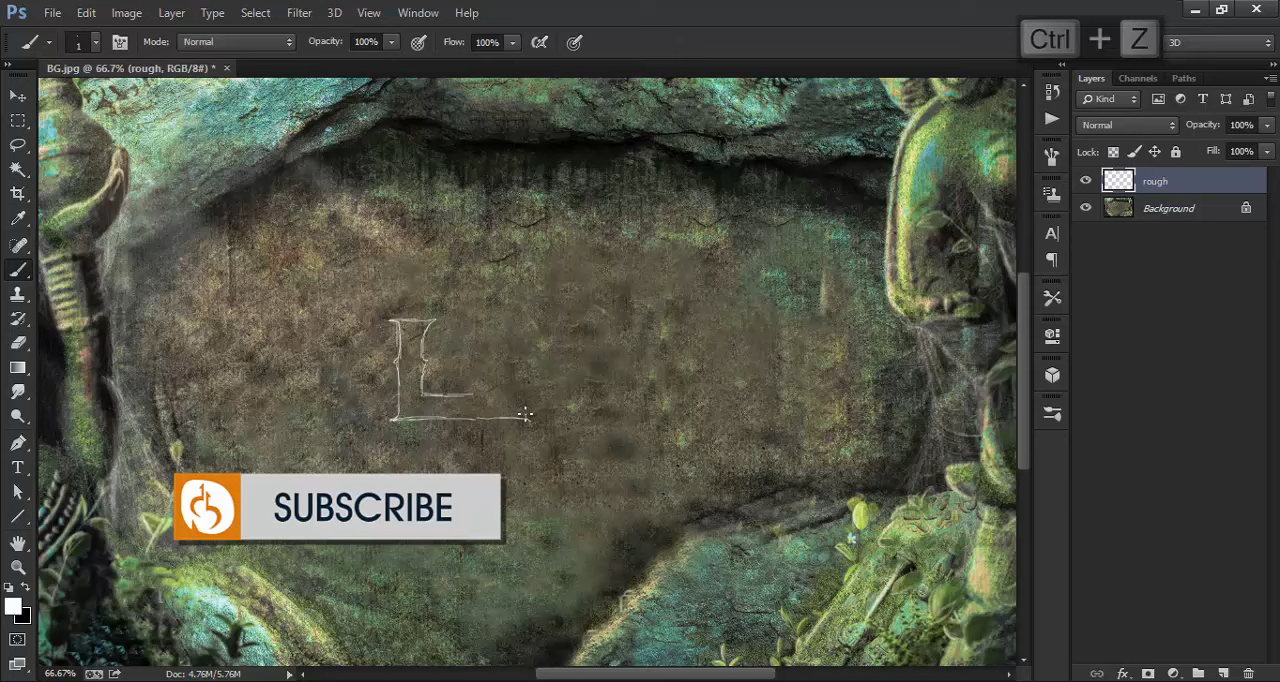 Ps File Edit Image Layer Type Select Filter 3D View Window Help
Ctrl + Z
1 Mode: Normal Opacity: 100% Flow: 100% 3D
BG.jpg @ 66.7% (rough, RGB/8#) * ×
Layers Channels Paths
Kind
Normal Opacity: 100%
Lock: Fill: 100%
rough
Background
L
SUBSCRIBE
66.67% Doc: 4.76M/5.76M